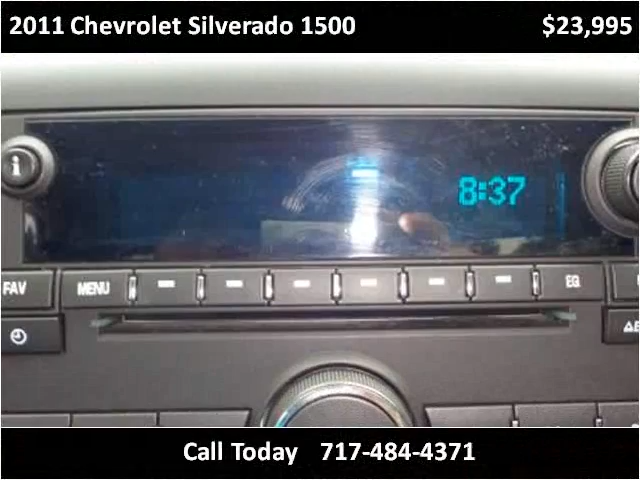 2011 Chevrolet Silverado 1500 $23,995
i
8:37
FAV MENU EQ
Call Today 717-484-4371